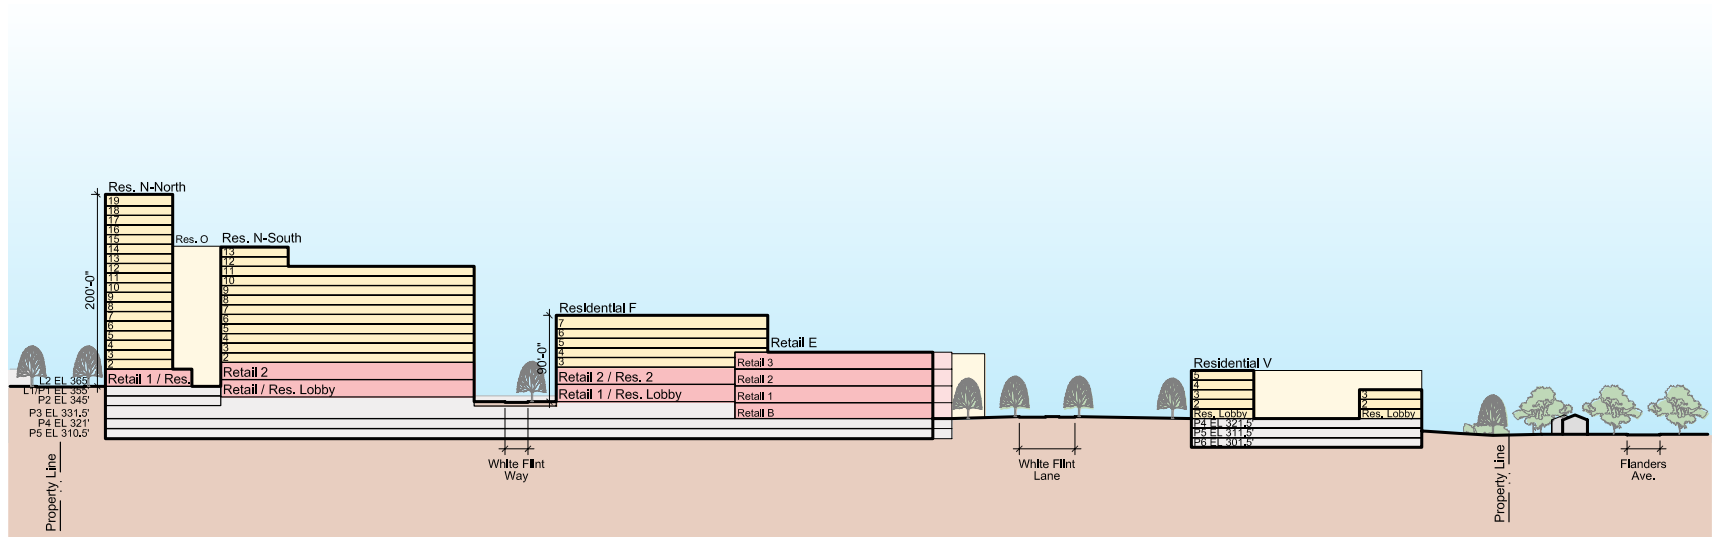 Res. N-North
19
18
17
16
15
14
13
12
11
10
9
8
7
6
5
4
3
2
Retail 1 / Res.
200'-0"
Res. O
Res. N-South
13
12
11
10
9
8
7
6
5
4
3
2
Retail 2
Retail / Res. Lobby
L2 EL 365'
L1/P1 EL 355'
P2 EL 345'
P3 EL 331.5'
P4 EL 321'
P5 EL 310.5'
Property Line
White Flint
Way
90'-0"
Residential F
7
6
5
4
3
Retail 2 / Res. 2
Retail 1 / Res. Lobby
Retail E
Retail 3
Retail 2
Retail 1
Retail B
White Flint
Lane
Residential V
5
4
3
2
Res. Lobby
3
2
Res. Lobby
P4 EL 321.5'
P5 EL 311.5'
P6 EL 301.5'
Property Line
Flanders
Ave.